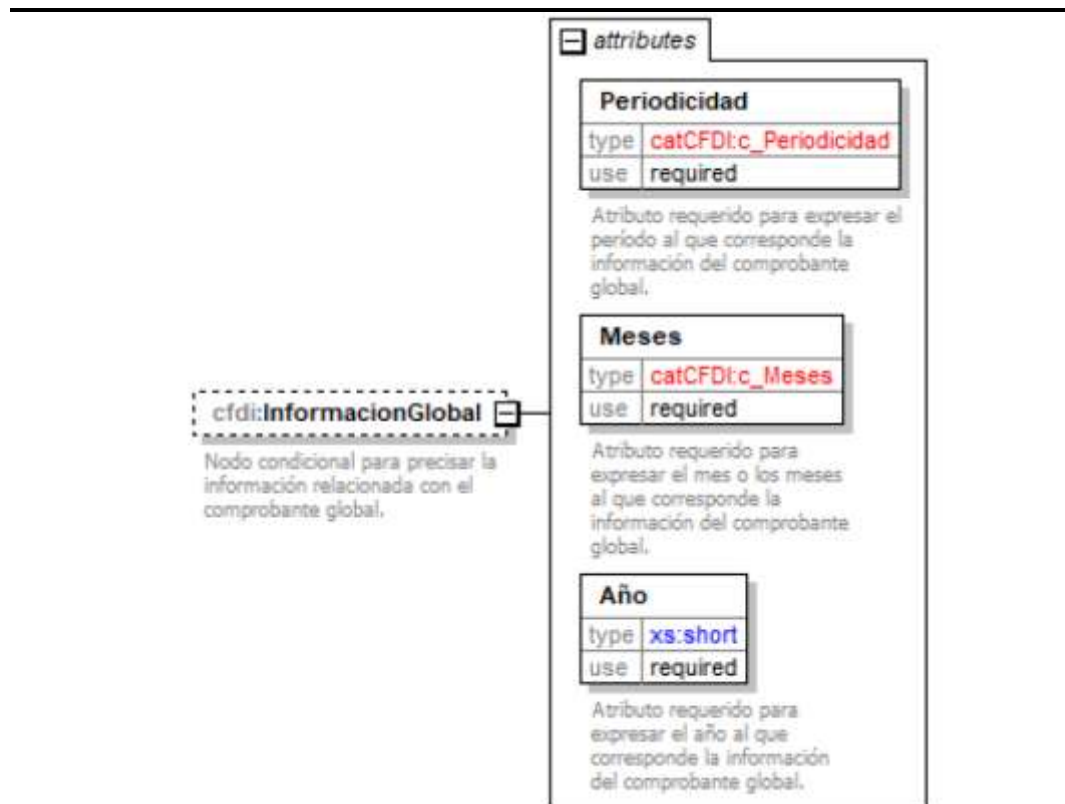 attributes
Periodicidad
type catCFDI:c_Periodicidad
use required
Atributo requerido para expresar el
período al que corresponde la
información del comprobante
global.
Meses
type catCFDI:c_Meses
use required
Atributo requerido para
expresar el mes o los meses
al que corresponde la
información del comprobante
global.
cfdi:InformacionGlobal
Nodo condicional para precisar la
información relacionada con el
comprobante global.
Año
type xs:short
use required
Atributo requerido para
expresar el año al que
corresponde la información
del comprobante global.